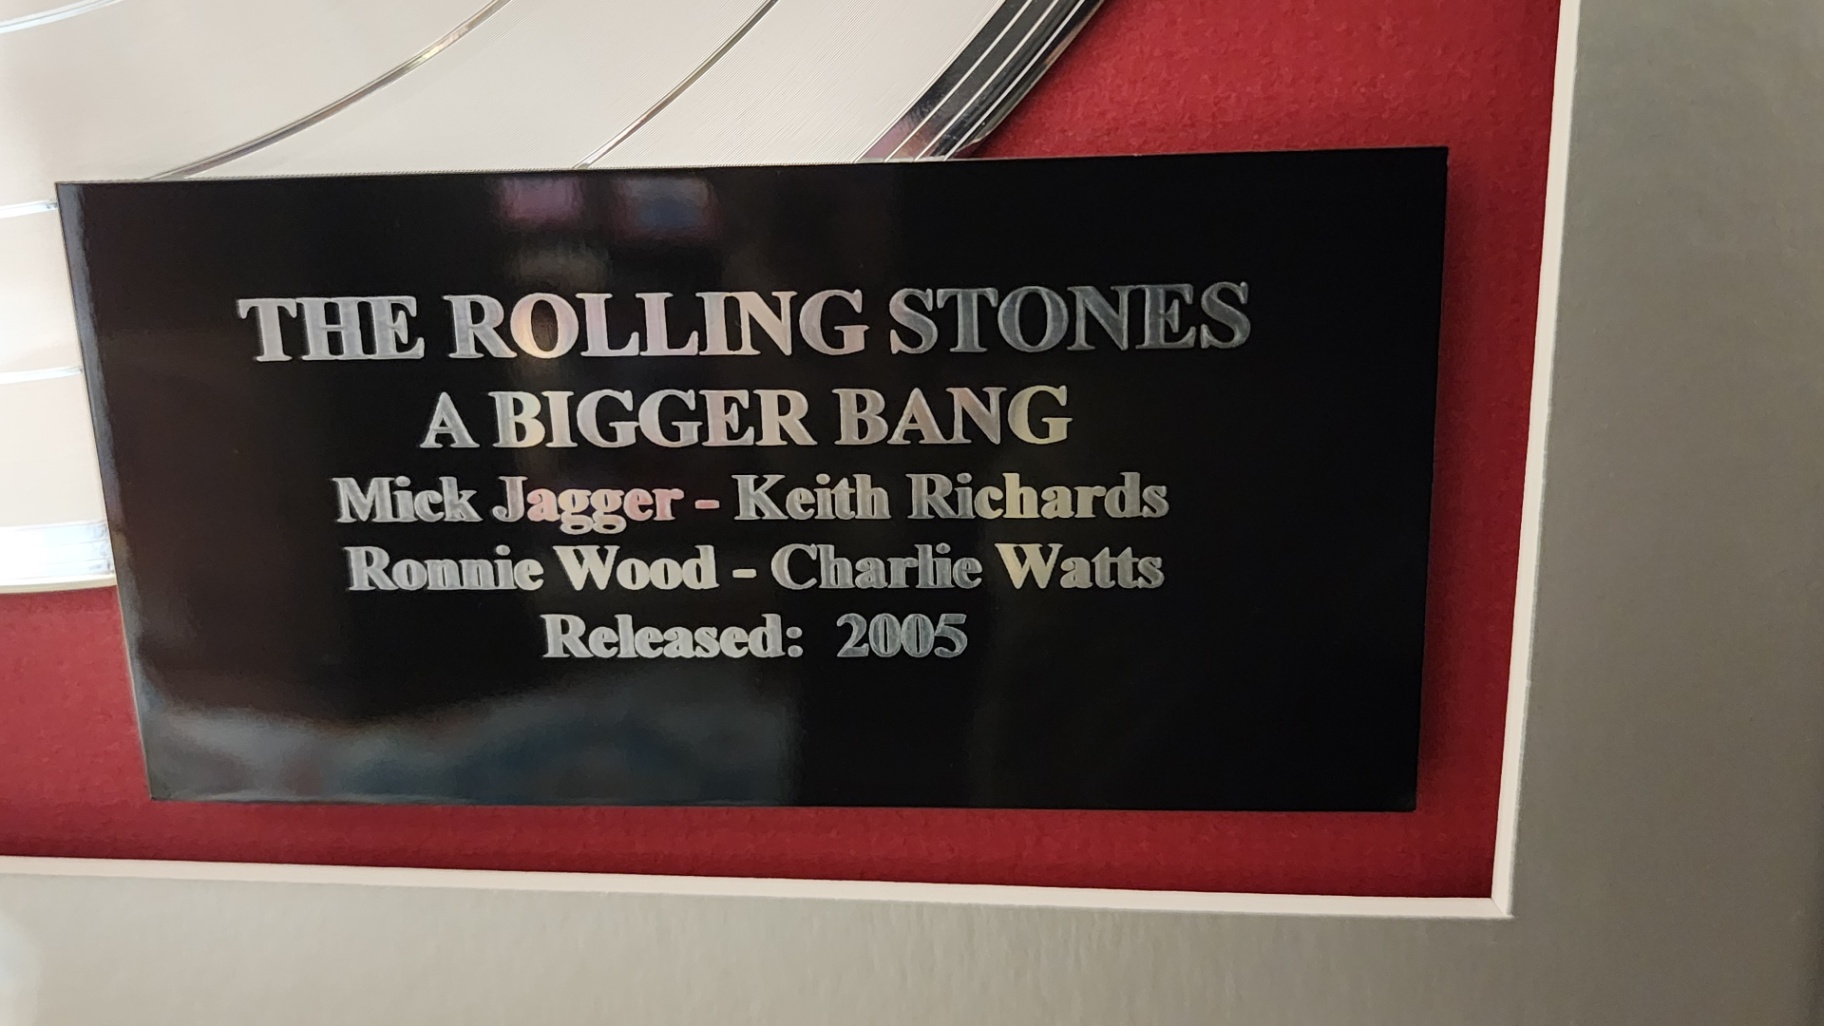 THE ROLLING STONES
A BIGGER BANG
Mick Jagger - Keith Richards
Ronnie Wood - Charlie Watts
Released: 2005